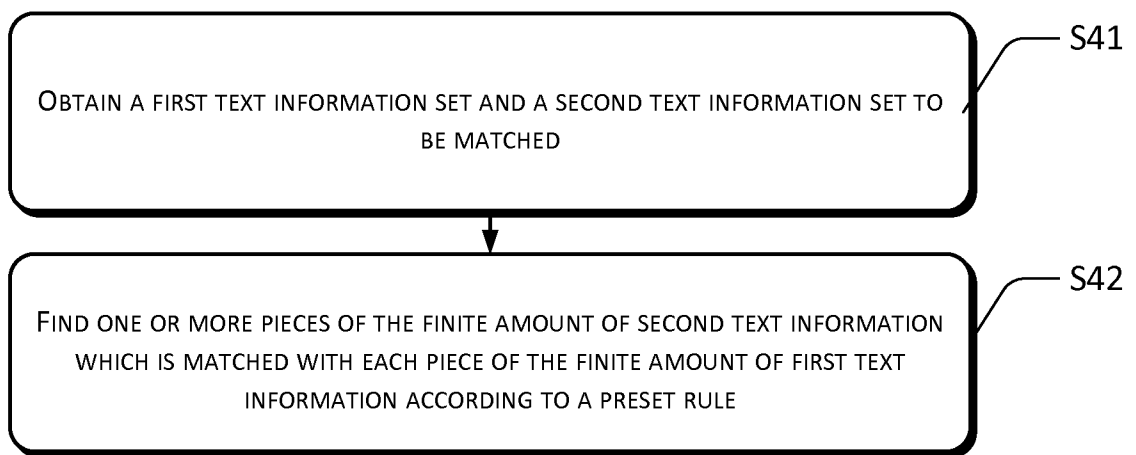 OBTAIN A FIRST TEXT INFORMATION SET AND A SECOND TEXT INFORMATION SET TO
BE MATCHED
S41
FIND ONE OR MORE PIECES OF THE FINITE AMOUNT OF SECOND TEXT INFORMATION
WHICH IS MATCHED WITH EACH PIECE OF THE FINITE AMOUNT OF FIRST TEXT
INFORMATION ACCORDING TO A PRESET RULE
S42